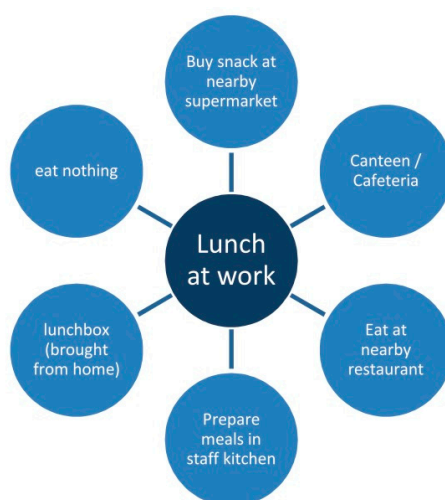 Buy snack at
nearby
supermarket
Canteen /
Cafeteria
Eat at
nearby
restaurant
Prepare
meals in
staff kitchen
lunchbox
(brought
from home)
eat nothing
Lunch
at work